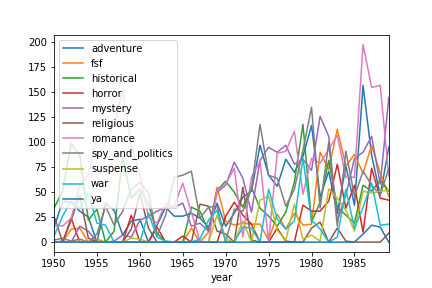 200
175
150
125
100
75
50
25
0
adventure
fsf
historical
horror
mystery
religious
romance
spy_and_politics
suspense
war
ya
1950 1955 1960 1965 1970 1975 1980 1985
year